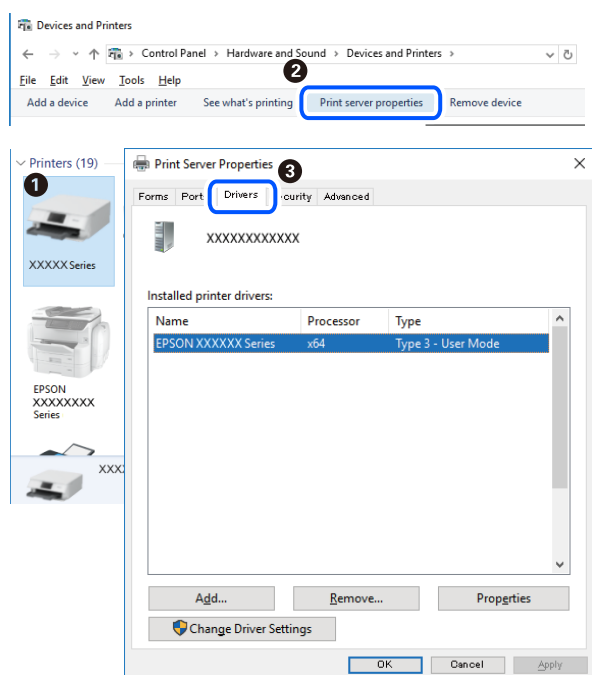 Devices and Printers
Control Panel > Hardware and Sound > Devices and Printers >
2
File Edit View Tools Help
Add a device Add a printer See what's printing Print server properties Remove device
Printers (19)
1
XXXXX Series
EPSON
XXXXXXXX
Series
XXX
Print Server Properties
3
Forms Port Drivers curity Advanced
XXXXXXXXXXXX
Installed printer drivers:
Name Processor Type
EPSON XXXXXX Series x64 Type 3 - User Mode
Add... Remove... Properties
Change Driver Settings
OK Cancel Apply